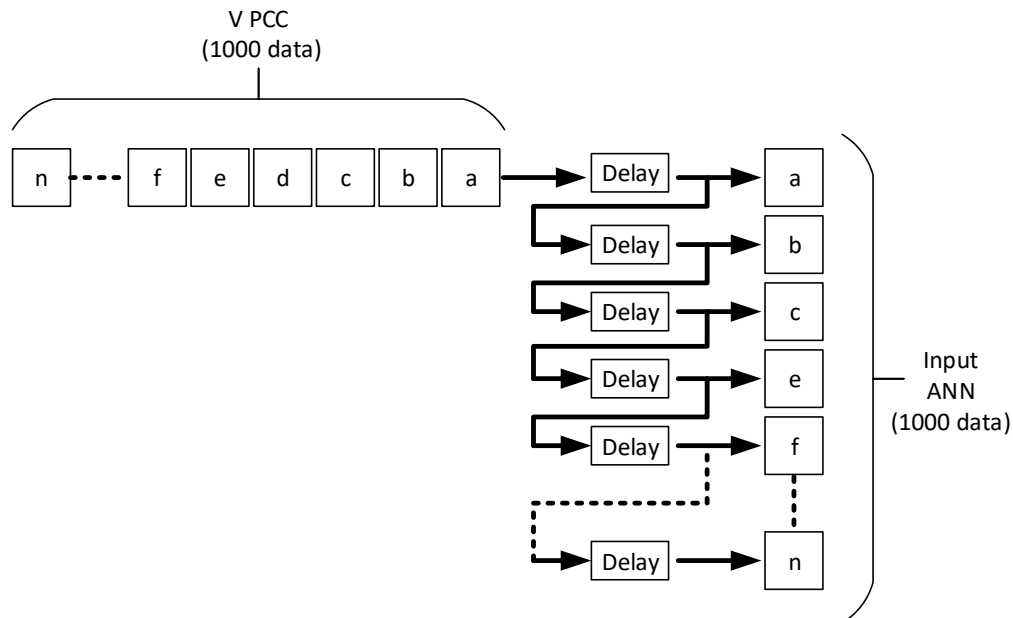 V PCC
(1000 data)
n f e d c b a
Delay a
Delay b
Delay c
Delay e
Delay f
Delay n
Input
ANN
(1000 data)